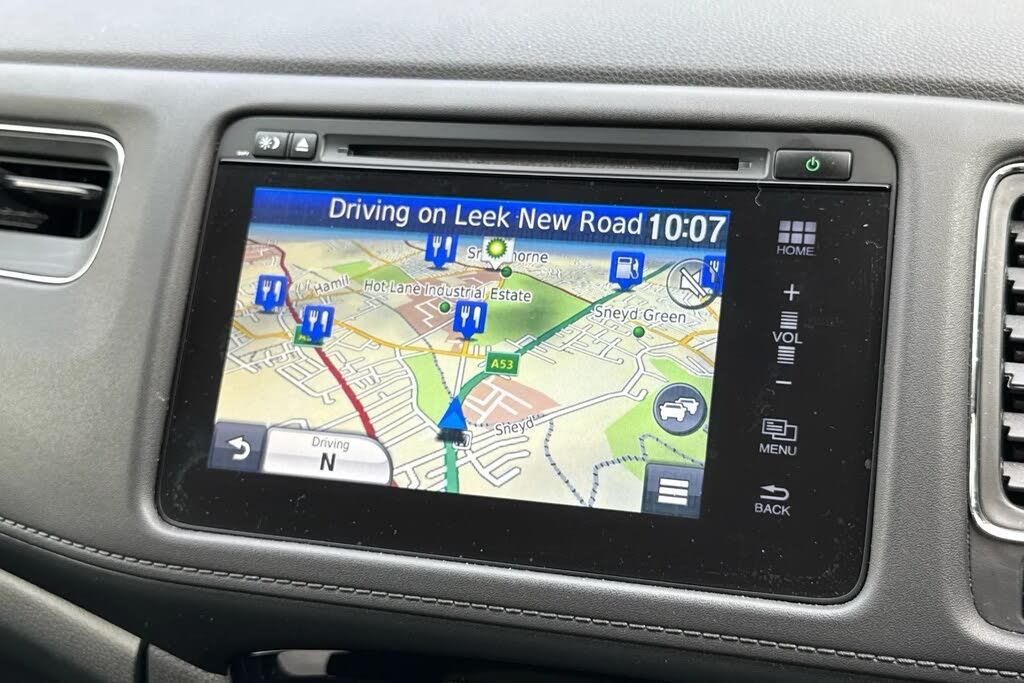 Driving on Leek New Road 10:07
Hamil
Hot Lane Industrial Estate
Sneyd Green
A53
Sneyd
Driving
N
HOME
+
VOL
-
MENU
BACK